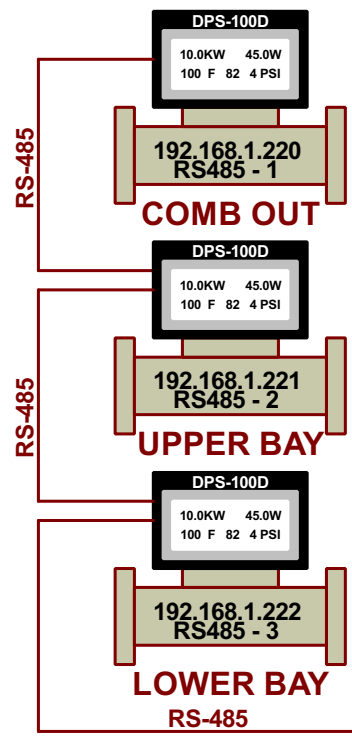 DPS-100D
10.0KW 45.0W
100 F 82 4 PSI
RS-485
192.168.1.220
RS485 - 1
COMB OUT
DPS-100D
10.0KW 45.0W
100 F 82 4 PSI
RS-485
192.168.1.221
RS485 - 2
UPPER BAY
DPS-100D
10.0KW 45.0W
100 F 82 4 PSI
192.168.1.222
RS485 - 3
LOWER BAY
RS-485